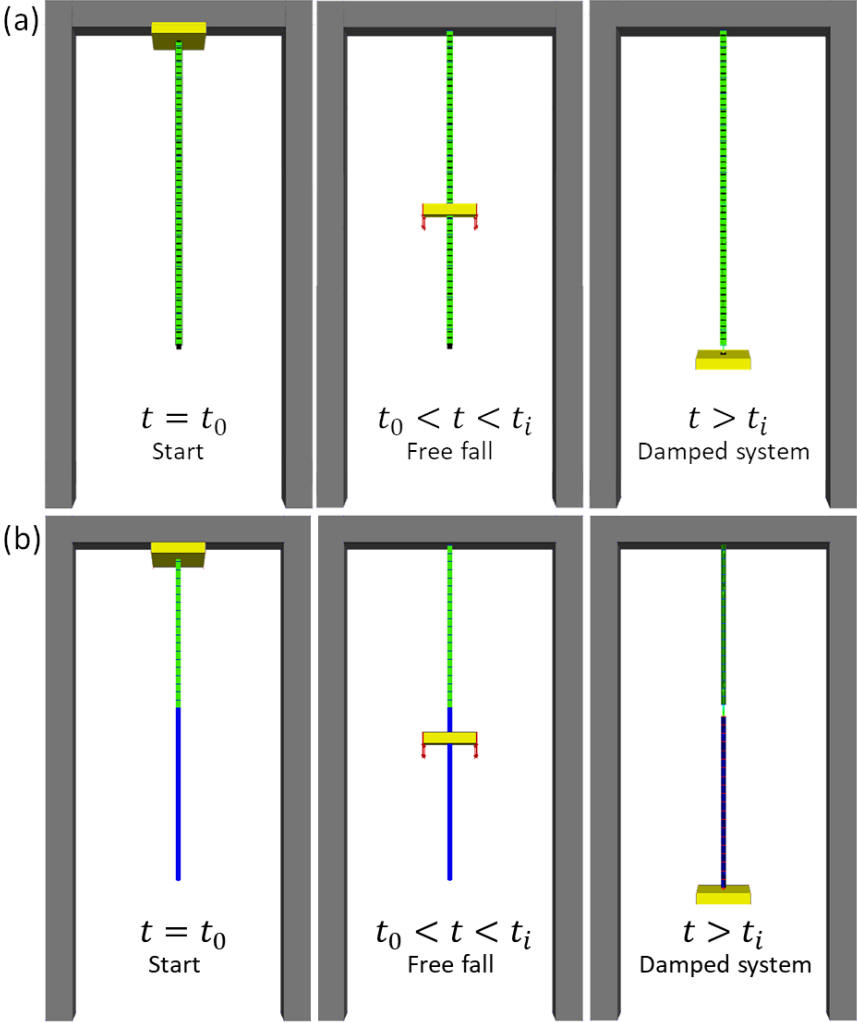 (a)
t = t₀ t₀ < t < tᵢ t > tᵢ
Start Free fall Damped system
(b)
t = t₀ t₀ < t < tᵢ t > tᵢ
Start Free fall Damped system